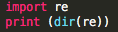 import re
print (dir(re))